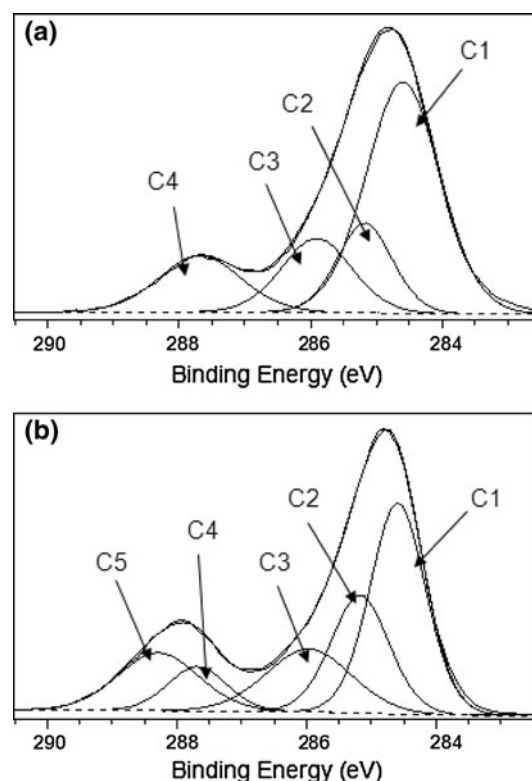 (a)
C1
C2
C3
C4
290 288 286 284
Binding Energy (eV)
(b)
C1
C2
C4
C5 C3
290 288 286 284
Binding Energy (eV)